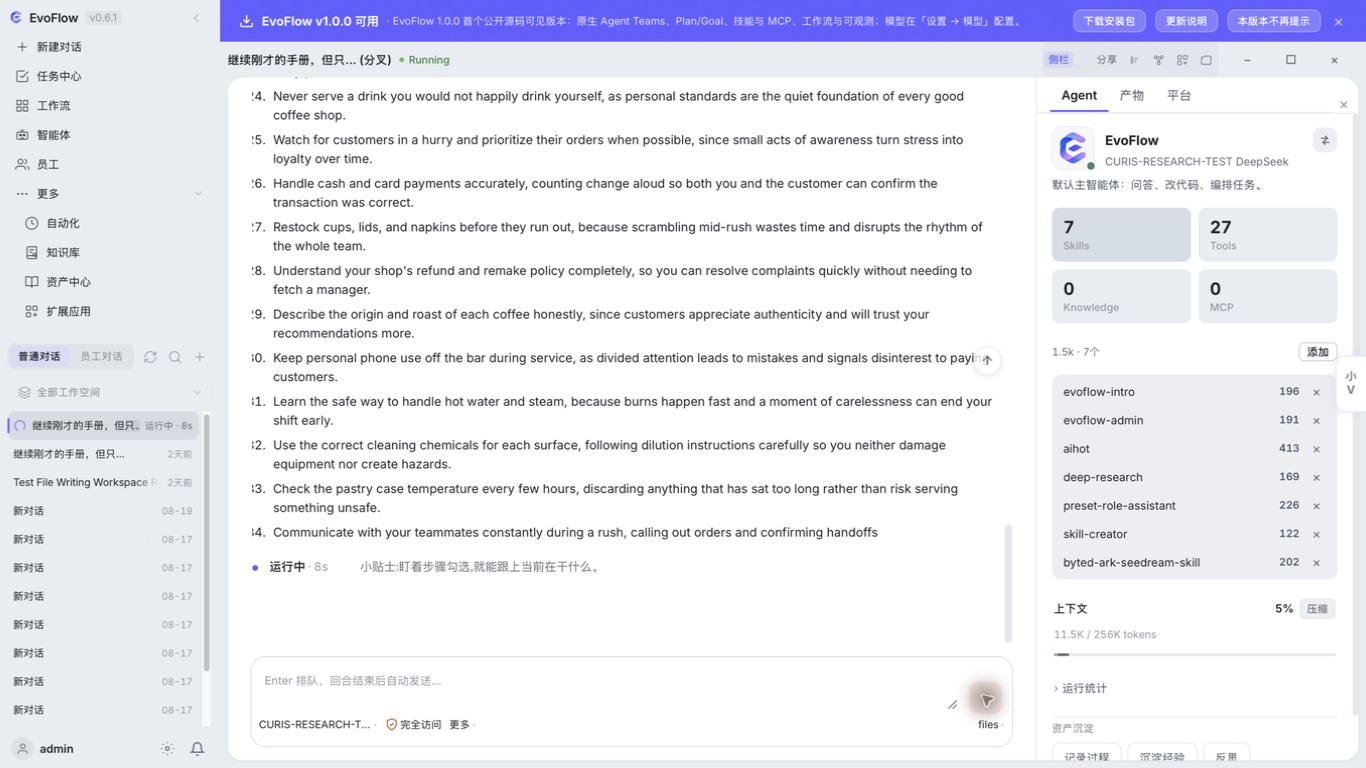 EvoFlow v0.6.1
新建对话
任务中心
工作流
智能体
员工
更多
自动化
知识库
资产中心
扩展应用
普通对话 员工对话
全部工作空间
继续刚才的手册，但只... 运行中 · 8s
继续刚才的手册，但只... 2天前
Test File Writing Workspace 2天前
新对话 08-19
新对话 08-17
新对话 08-17
新对话 08-17
新对话 08-17
新对话 08-17
新对话 08-17
新对话 08-17
admin
EvoFlow v1.0.0 可用 · EvoFlow 1.0.0 首个公开源码可见版本：原生 Agent Teams、Plan/Goal、技能与 MCP、工作流与可观测；模型在「设置 → 模型」配置。 下载安装包 更新说明 本版本不再提示
继续刚才的手册，但只... (分叉) Running 侧栏 分享
24. Never serve a drink you would not happily drink yourself, as personal standards are the quiet foundation of every good
coffee shop.
25. Watch for customers in a hurry and prioritize their orders when possible, since small acts of awareness turn stress into
loyalty over time.
26. Handle cash and card payments accurately, counting change aloud so both you and the customer can confirm the
transaction was correct.
27. Restock cups, lids, and napkins before they run out, because scrambling mid-rush wastes time and disrupts the rhythm of
the whole team.
28. Understand your shop's refund and remake policy completely, so you can resolve complaints quickly without needing to
fetch a manager.
29. Describe the origin and roast of each coffee honestly, since customers appreciate authenticity and will trust your
recommendations more.
30. Keep personal phone use off the bar during service, as divided attention leads to mistakes and signals disinterest to paying
customers.
31. Learn the safe way to handle hot water and steam, because burns happen fast and a moment of carelessness can end your
shift early.
32. Use the correct cleaning chemicals for each surface, following dilution instructions carefully so you neither damage
equipment nor create hazards.
33. Check the pastry case temperature every few hours, discarding anything that has sat too long rather than risk serving
something unsafe.
34. Communicate with your teammates constantly during a rush, calling out orders and confirming handoffs
运行中 · 8s 小贴士:盯着步骤勾选,就能跟上当前在干什么。
Enter 排队，回合结束后自动发送...
CURIS-RESEARCH-T... · 完全访问 更多 · files ·
Agent 产物 平台
EvoFlow
CURIS-RESEARCH-TEST DeepSeek
默认主智能体：问答、改代码、编排任务。
7 27
Skills Tools
0 0
Knowledge MCP
1.5k · 7个 添加
小
V
evoflow-intro 196 ×
evoflow-admin 191 ×
aihot 413 ×
deep-research 169 ×
preset-role-assistant 226 ×
skill-creator 122 ×
byted-ark-seedream-skill 202 ×
上下文 5% 压缩
11.5K / 256K tokens
运行统计
资产沉淀
记录过程 沉淀经验 反思